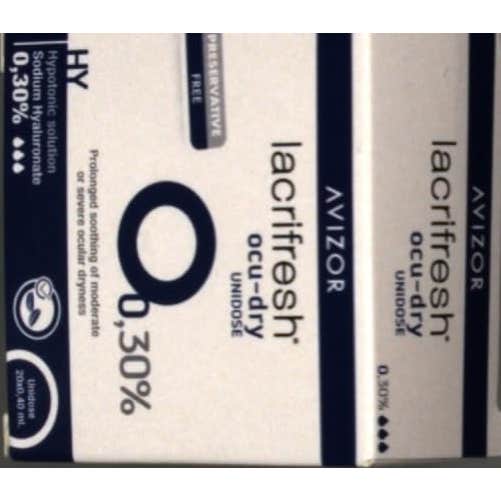 AVIZOR
lacrifresh
ocu-dry
UNIDOSE
PRESERVATIVE
FREE
0,30%
Prolonged soothing of moderate
or severe ocular dryness
HY
Hypotonic solution
Sodium Hyaluronate
0,30%
Unidose
20x0,40 ml.
AVIZOR
lacrifresh
ocu-dry
UNIDOSE
0,30%